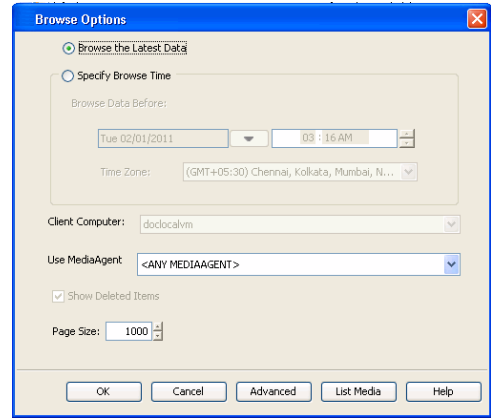 Browse Options
Browse the Latest Data
Specify Browse Time
Browse Data Before:
Tue 02/01/2011 03 : 16 AM
Time Zone: (GMT+05:30) Chennai, Kolkata, Mumbai, N...
Client Computer: doclocalvm
Use MediaAgent <ANY MEDIAAGENT>
Show Deleted Items
Page Size: 1000
OK Cancel Advanced List Media Help